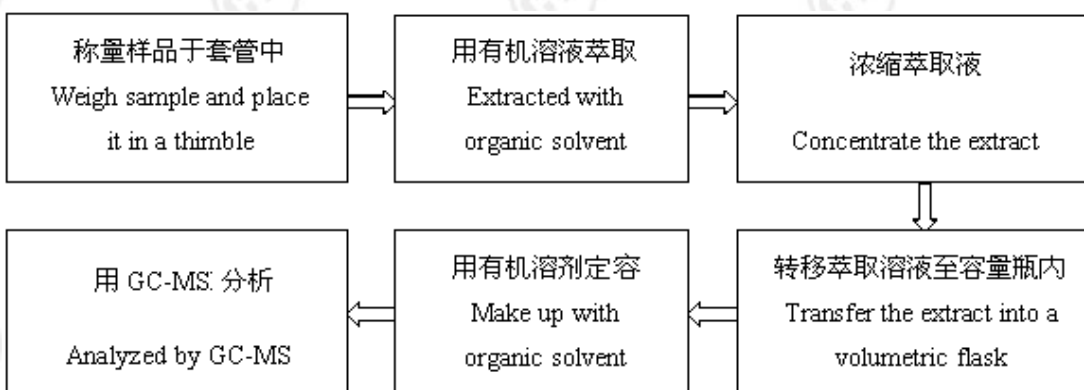 称量样品于套管中
Weigh sample and place
it in a thimble
用有机溶液萃取
Extracted with
organic solvent
浓缩萃取液
Concentrate the extract
转移萃取溶液至容量瓶内
Transfer the extract into a
volumetric flask
用有机溶剂定容
Make up with
organic solvent
用 GC-MS. 分析
Analyzed by GC-MS